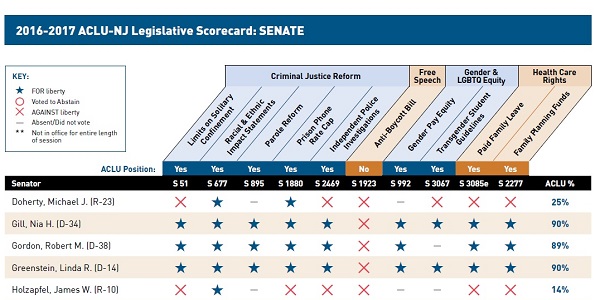 2016-2017 ACLU-NJ Legislative Scorecard: SENATE
KEY:
FOR liberty
Voted to Abstain
AGAINST liberty
Absent/Did not vote
** Not in office for entire length
of session
Criminal Justice Reform
Free
Speech
Gender &
LGBTQ Equity
Health Care
Rights
Limits on Solitary
Confinement
Racial & Ethnic
Impact Statements
Parole Reform
Prison Phone
Rate Cap
Independent Police
Investigations
Anti-Boycott Bill
Gender Pay Equity
Transgender Student
Guidelines
Paid Family Leave
Family Planning Funds
ACLU Position: Yes Yes Yes Yes Yes No Yes Yes Yes Yes
Senator S 51 S 677 S 895 S 1880 S 2469 S 1923 S 992 S 3067 S 3085e S 2277 ACLU %
Doherty, Michael J. (R-23) 25%
Gill, Nia H. (D-34) 90%
Gordon, Robert M. (D-38) 89%
Greenstein, Linda R. (D-14) 90%
Holzapfel, James W. (R-10) 14%